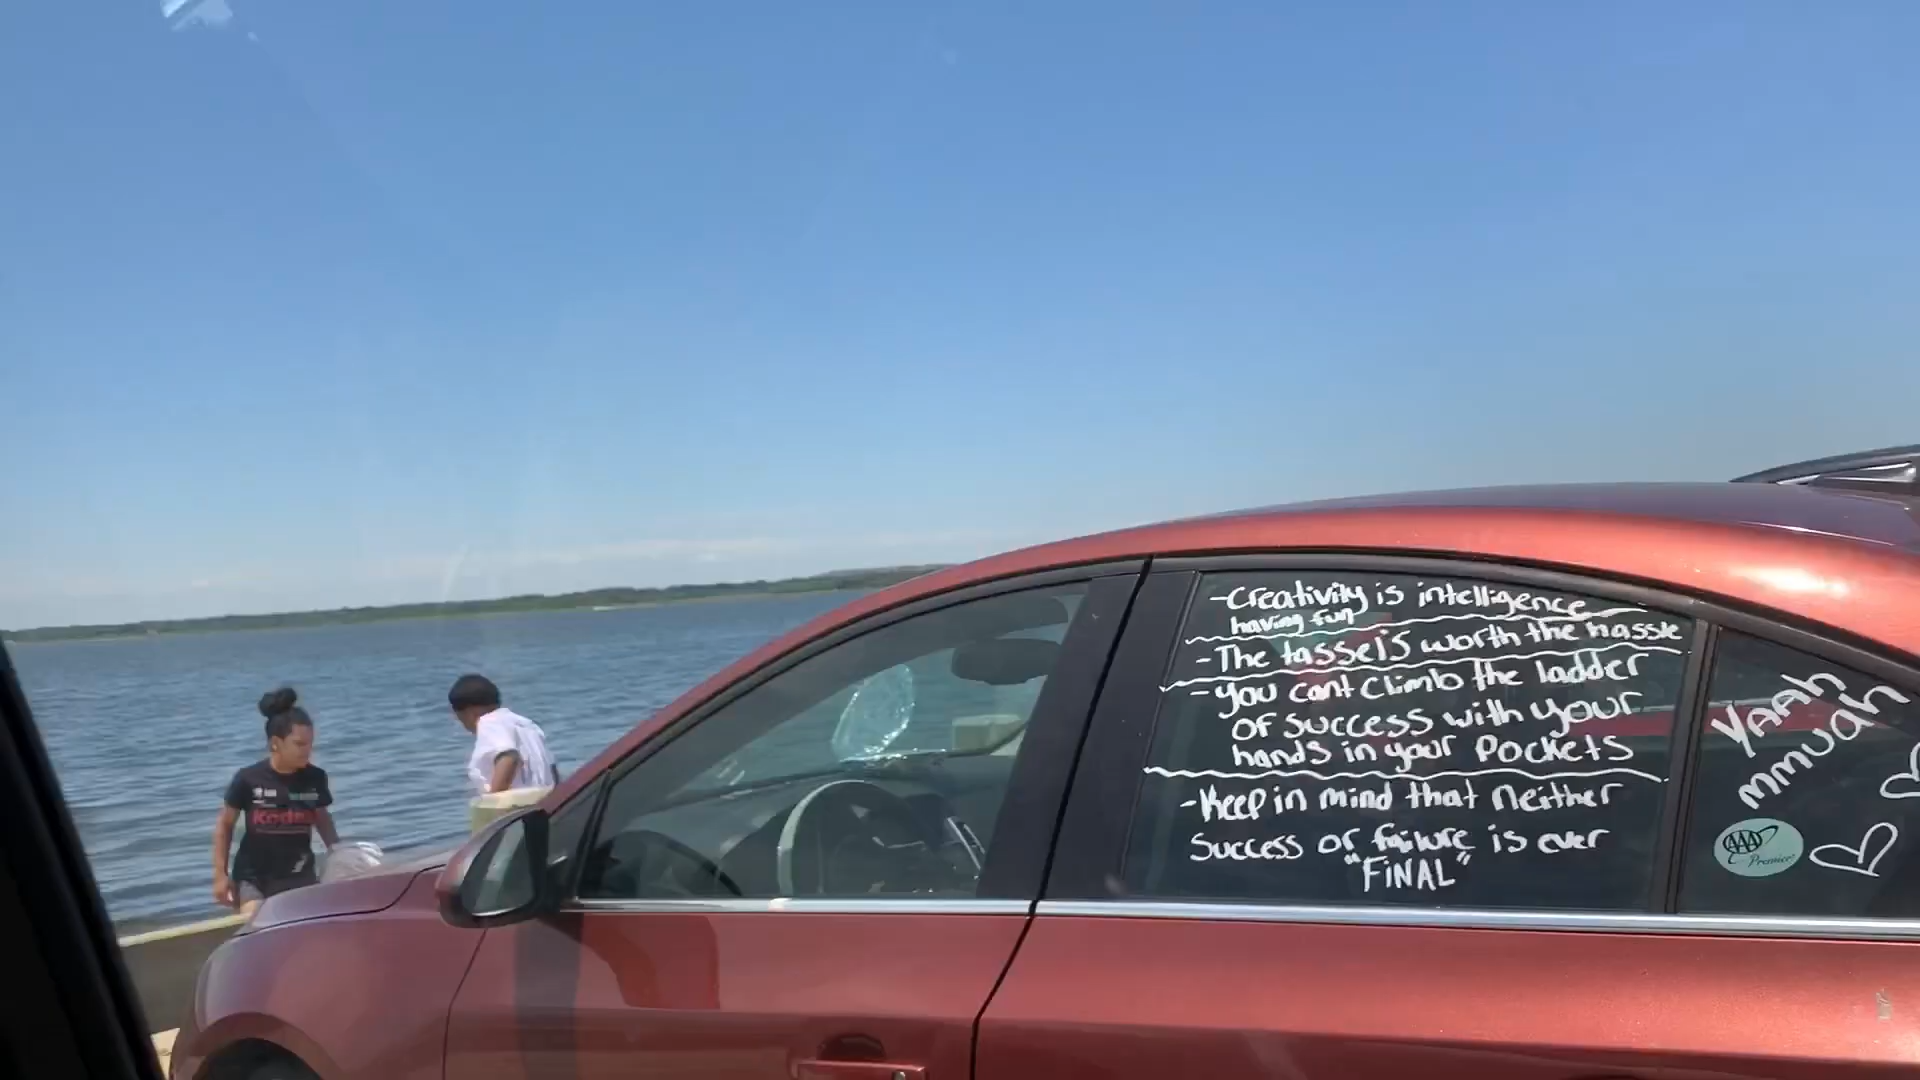 -Creativity is intelligence
having fun
-The tassel's worth the hassle
-you cant climb the ladder
of success with your
hands in your pockets
-Keep in mind that neither
success or failure is ever
"FiNAL"
YAAh
mmuah
AAA
Premier
Kodak